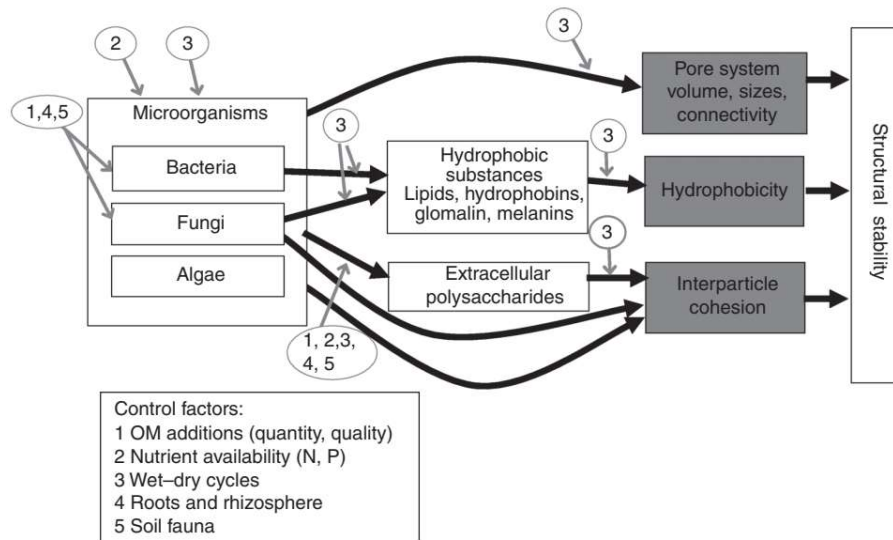 2
3
3
Pore system
volume, sizes,
connectivity
1,4,5
Microorganisms
Bacteria
Fungi
Algae
3
Hydrophobic
substances
Lipids, hydrophobins,
glomalin, melanins
3
Hydrophobicity
3
Extracellular
polysaccharides
Interparticle
cohesion
1, 2,3,
4, 5
Structural stability
Control factors:
1 OM additions (quantity, quality)
2 Nutrient availability (N, P)
3 Wet–dry cycles
4 Roots and rhizosphere
5 Soil fauna